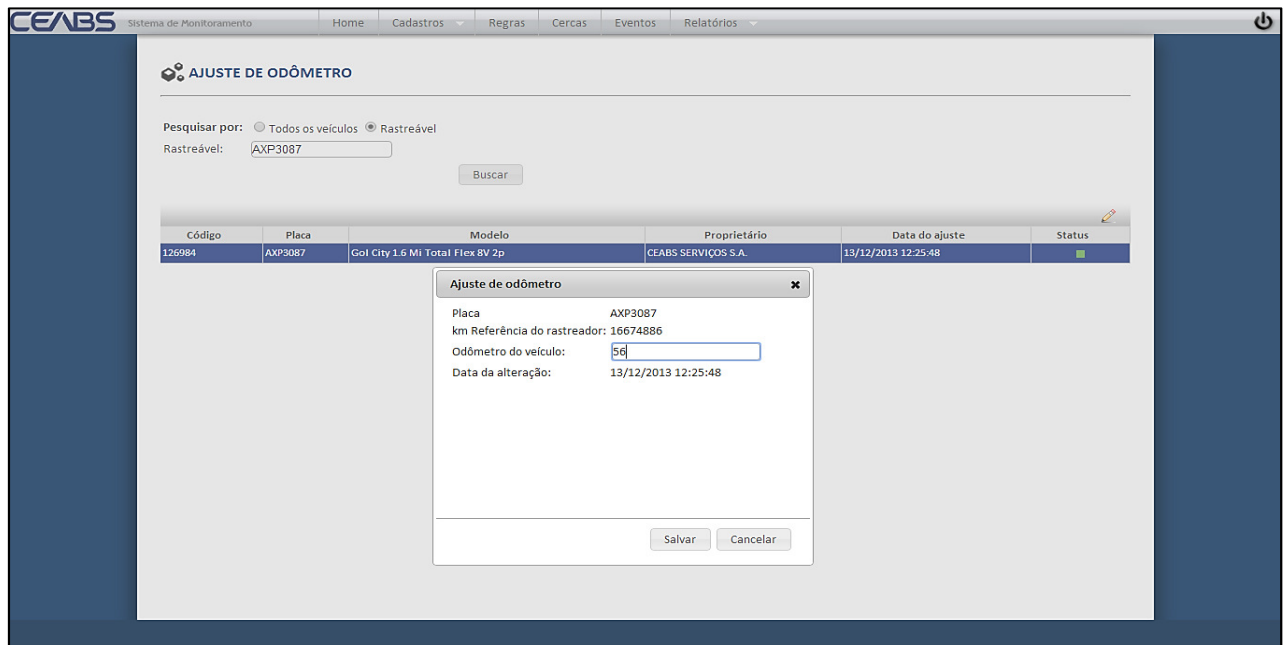 CEABS Sistema de Monitoramento Home Cadastros Regras Cercas Eventos Relatórios
AJUSTE DE ODÔMETRO
Pesquisar por: Todos os veículos Rastreável
Rastreável: AXP3087
Buscar
Código Placa Modelo Proprietário Data do ajuste Status
126984 AXP3087 Gol City 1.6 Mi Total Flex 8V 2p CEABS SERVIÇOS S.A. 13/12/2013 12:25:48
Ajuste de odômetro
Placa AXP3087
km Referência do rastreador: 16674886
Odômetro do veículo: 56
Data da alteração: 13/12/2013 12:25:48
Salvar Cancelar